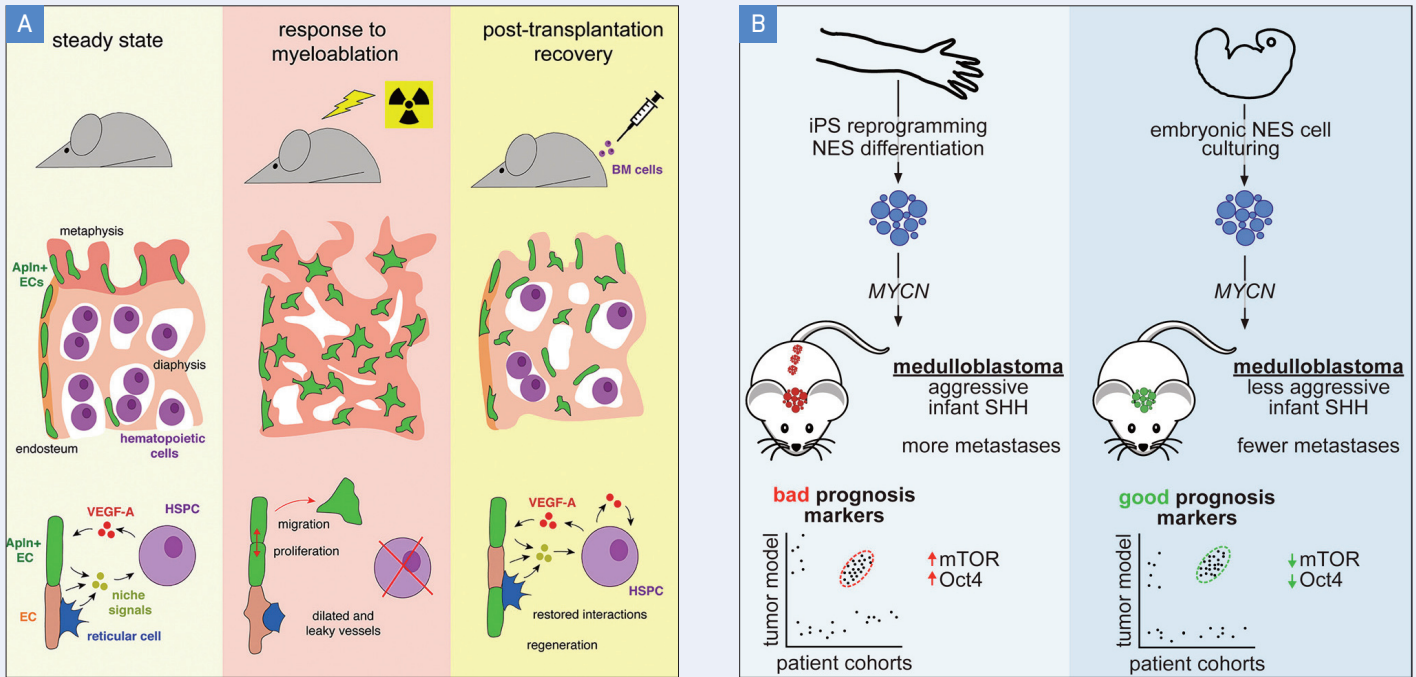 A
steady state
response to
myeloablation
post-transplantation
recovery
BM cells
metaphysis
Apln+
ECs
diaphysis
endosteum
hematopoietic
cells
VEGF-A
HSPC
Apln+
EC
niche
signals
EC
reticular cell
migration
proliferation
dilated and
leaky vessels
VEGF-A
HSPC
restored interactions
regeneration
B
iPS reprogramming
NES differentiation
MYCN
medulloblastoma
aggressive
infant SHH
more metastases
bad prognosis
markers
tumor model
mTOR
Oct4
patient cohorts
embryonic NES cell
culturing
MYCN
medulloblastoma
less aggressive
infant SHH
fewer metastases
good prognosis
markers
tumor model
mTOR
Oct4
patient cohorts